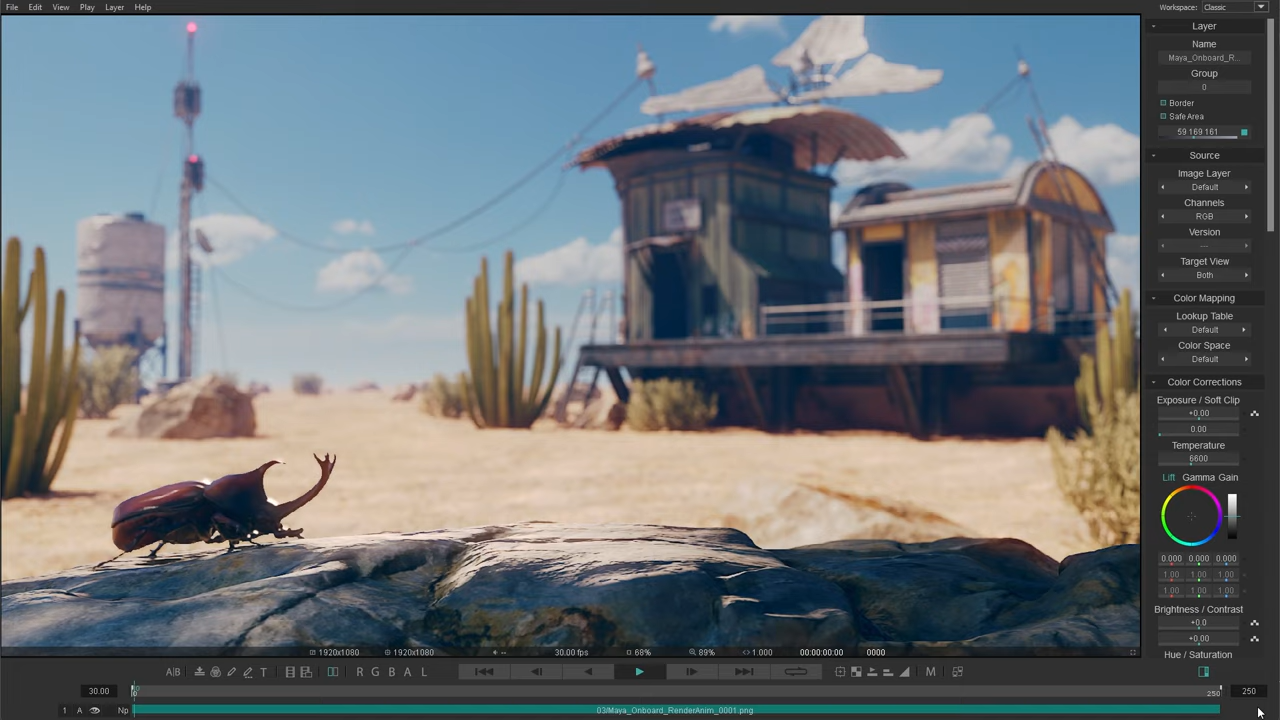 File Edit View Play Layer Help
Workspace: Classic
Layer
Name
Maya_Onboard_R...
Group
0
Border
Safe Area
59 169 161
Source
Image Layer
Default
Channels
RGB
Version
---
Target View
Both
Color Mapping
Lookup Table
Default
Color Space
Default
Color Corrections
Exposure / Soft Clip
+0.00
0.00
Temperature
6600
Lift Gamma Gain
0.000 0.000 0.000
1.00 1.00 1.00
1.00 1.00 1.00
Brightness / Contrast
+0.0
+0.00
Hue / Saturation
1920x1080 1920x1080 -- 30.00 fps 68% 89% 1.000 00:00:00:00 0000
A|B T R G B A L M
30.00 0 250 250
1 A Np 03/Maya_Onboard_RenderAnim_0001.png